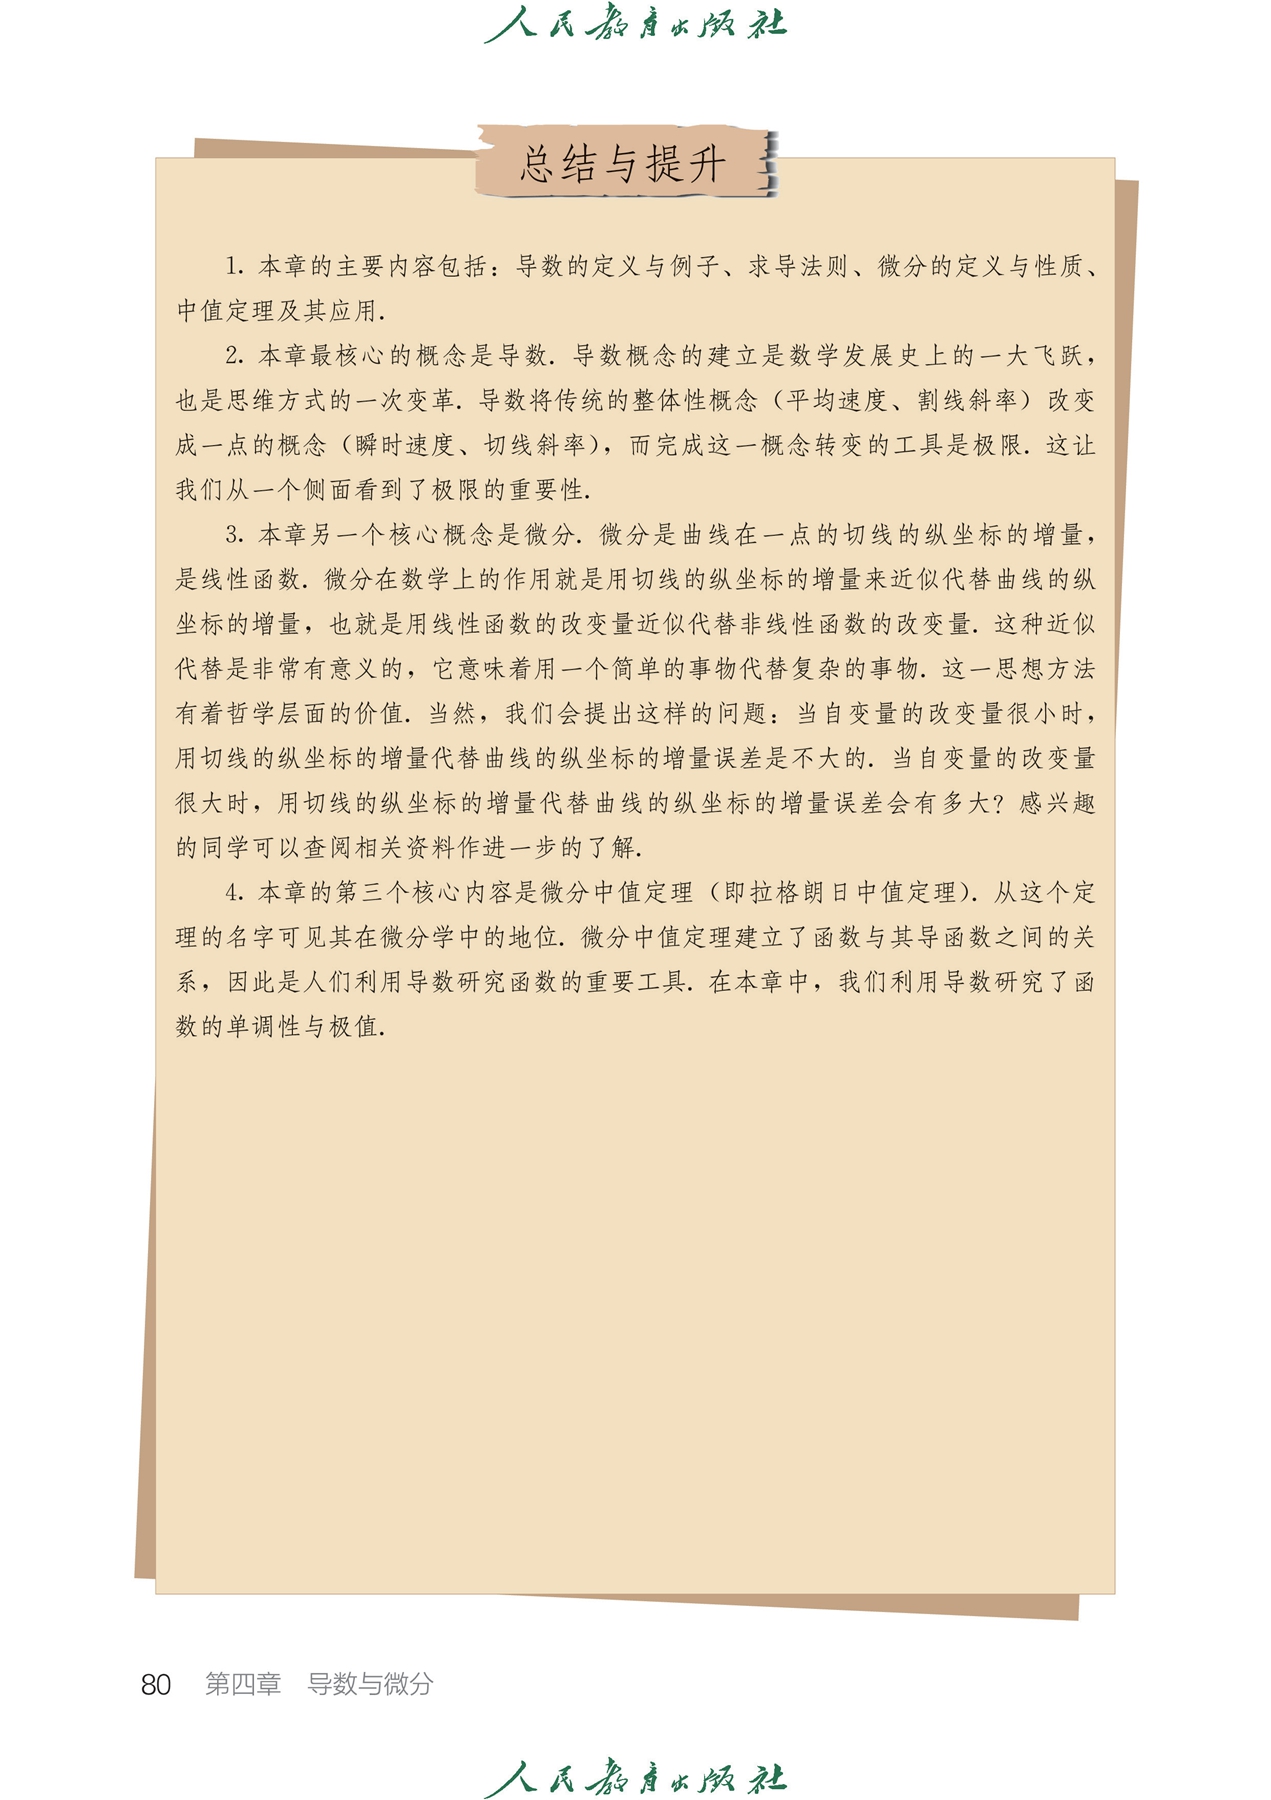 人民教育出版社
总结与提升
1. 本章的主要内容包括：导数的定义与例子、求导法则、微分的定义与性质、
中值定理及其应用.
2. 本章最核心的概念是导数. 导数概念的建立是数学发展史上的一大飞跃，
也是思维方式的一次变革. 导数将传统的整体性概念（平均速度、割线斜率）改变
成一点的概念（瞬时速度、切线斜率），而完成这一概念转变的工具是极限. 这让
我们从一个侧面看到了极限的重要性.
3. 本章另一个核心概念是微分. 微分是曲线在一点的切线的纵坐标的增量，
是线性函数. 微分在数学上的作用就是用切线的纵坐标的增量来近似代替曲线的纵
坐标的增量，也就是用线性函数的改变量近似代替非线性函数的改变量. 这种近似
代替是非常有意义的，它意味着用一个简单的事物代替复杂的事物. 这一思想方法
有着哲学层面的价值. 当然，我们会提出这样的问题：当自变量的改变量很小时，
用切线的纵坐标的增量代替曲线的纵坐标的增量误差是不大的. 当自变量的改变量
很大时，用切线的纵坐标的增量代替曲线的纵坐标的增量误差会有多大？感兴趣
的同学可以查阅相关资料作进一步的了解.
4. 本章的第三个核心内容是微分中值定理（即拉格朗日中值定理）. 从这个定
理的名字可见其在微分学中的地位. 微分中值定理建立了函数与其导函数之间的关
系，因此是人们利用导数研究函数的重要工具. 在本章中，我们利用导数研究了函
数的单调性与极值.
80 第四章 导数与微分
人民教育出版社